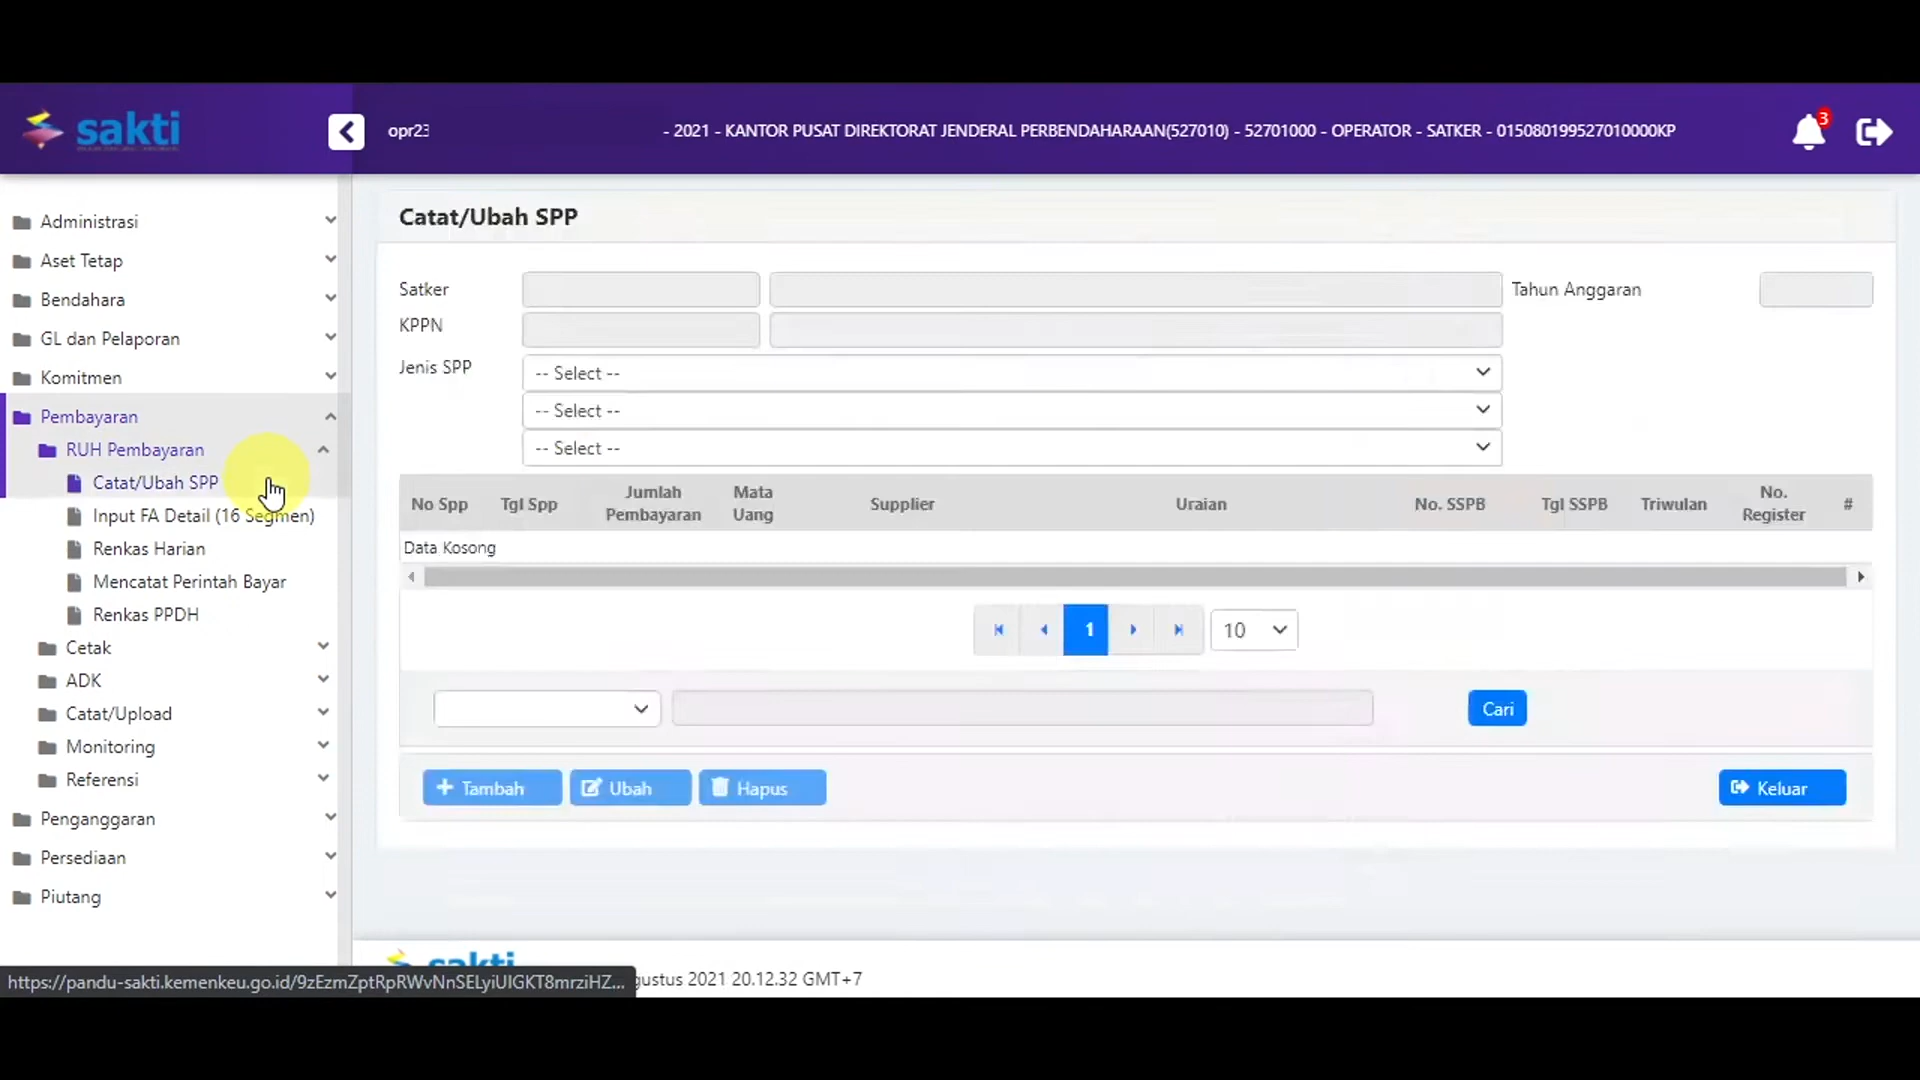 sakti
opr23
- 2021 - KANTOR PUSAT DIREKTORAT JENDERAL PERBENDAHARAAN(527010) - 52701000 - OPERATOR - SATKER - 015080199527010000KP
3
Administrasi
Aset Tetap
Bendahara
GL dan Pelaporan
Komitmen
Pembayaran
RUH Pembayaran
Catat/Ubah SPP
Input FA Detail (16 Segmen)
Renkas Harian
Mencatat Perintah Bayar
Renkas PPDH
Cetak
ADK
Catat/Upload
Monitoring
Referensi
Penganggaran
Persediaan
Piutang
Catat/Ubah SPP
Satker
Tahun Anggaran
KPPN
Jenis SPP
-- Select --
-- Select --
-- Select --
No Spp Tgl Spp Jumlah Pembayaran Mata Uang Supplier Uraian No. SSPB Tgl SSPB Triwulan No. Register #
Data Kosong
1
10
Cari
Tambah
Ubah
Hapus
Keluar
sakti
https://pandu-sakti.kemenkeu.go.id/9zEzmZptRpRWvNnSELyiUIGKT8mrziHZ...
gustus 2021 20.12.32 GMT+7